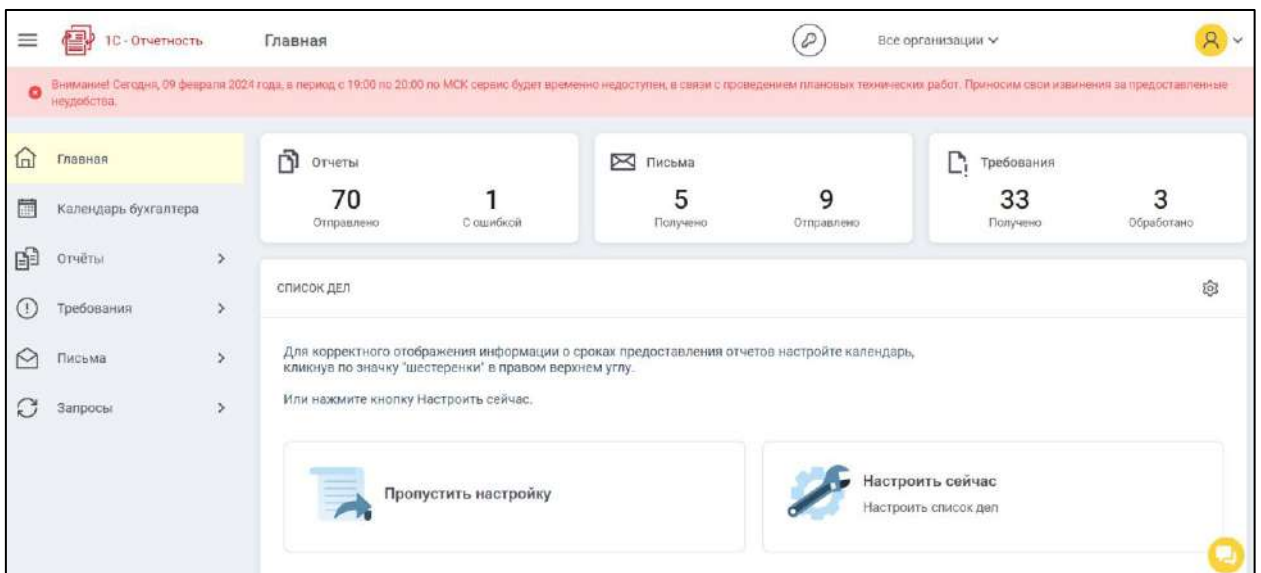 1С - Отчетность
Главная
Все организации
Внимание! Сегодня, 09 февраля 2024 года, в период с 19:00 по 20:00 по МСК сервис будет временно недоступен, в связи с проведением плановых технических работ. Приносим свои извинения за предоставленные
неудобства.
Главная
Календарь бухгалтера
Отчёты
Требования
Письма
Запросы
Отчеты
70
1
Отправлено
С ошибкой
Письма
5
9
Получено
Отправлено
Требования
33
3
Получено
Обработано
СПИСОК ДЕЛ
Для корректного отображения информации о сроках предоставления отчетов настройте календарь,
кликнув по значку "шестеренки" в правом верхнем углу.
Или нажмите кнопку Настроить сейчас.
Пропустить настройку
Настроить сейчас
Настроить список дел